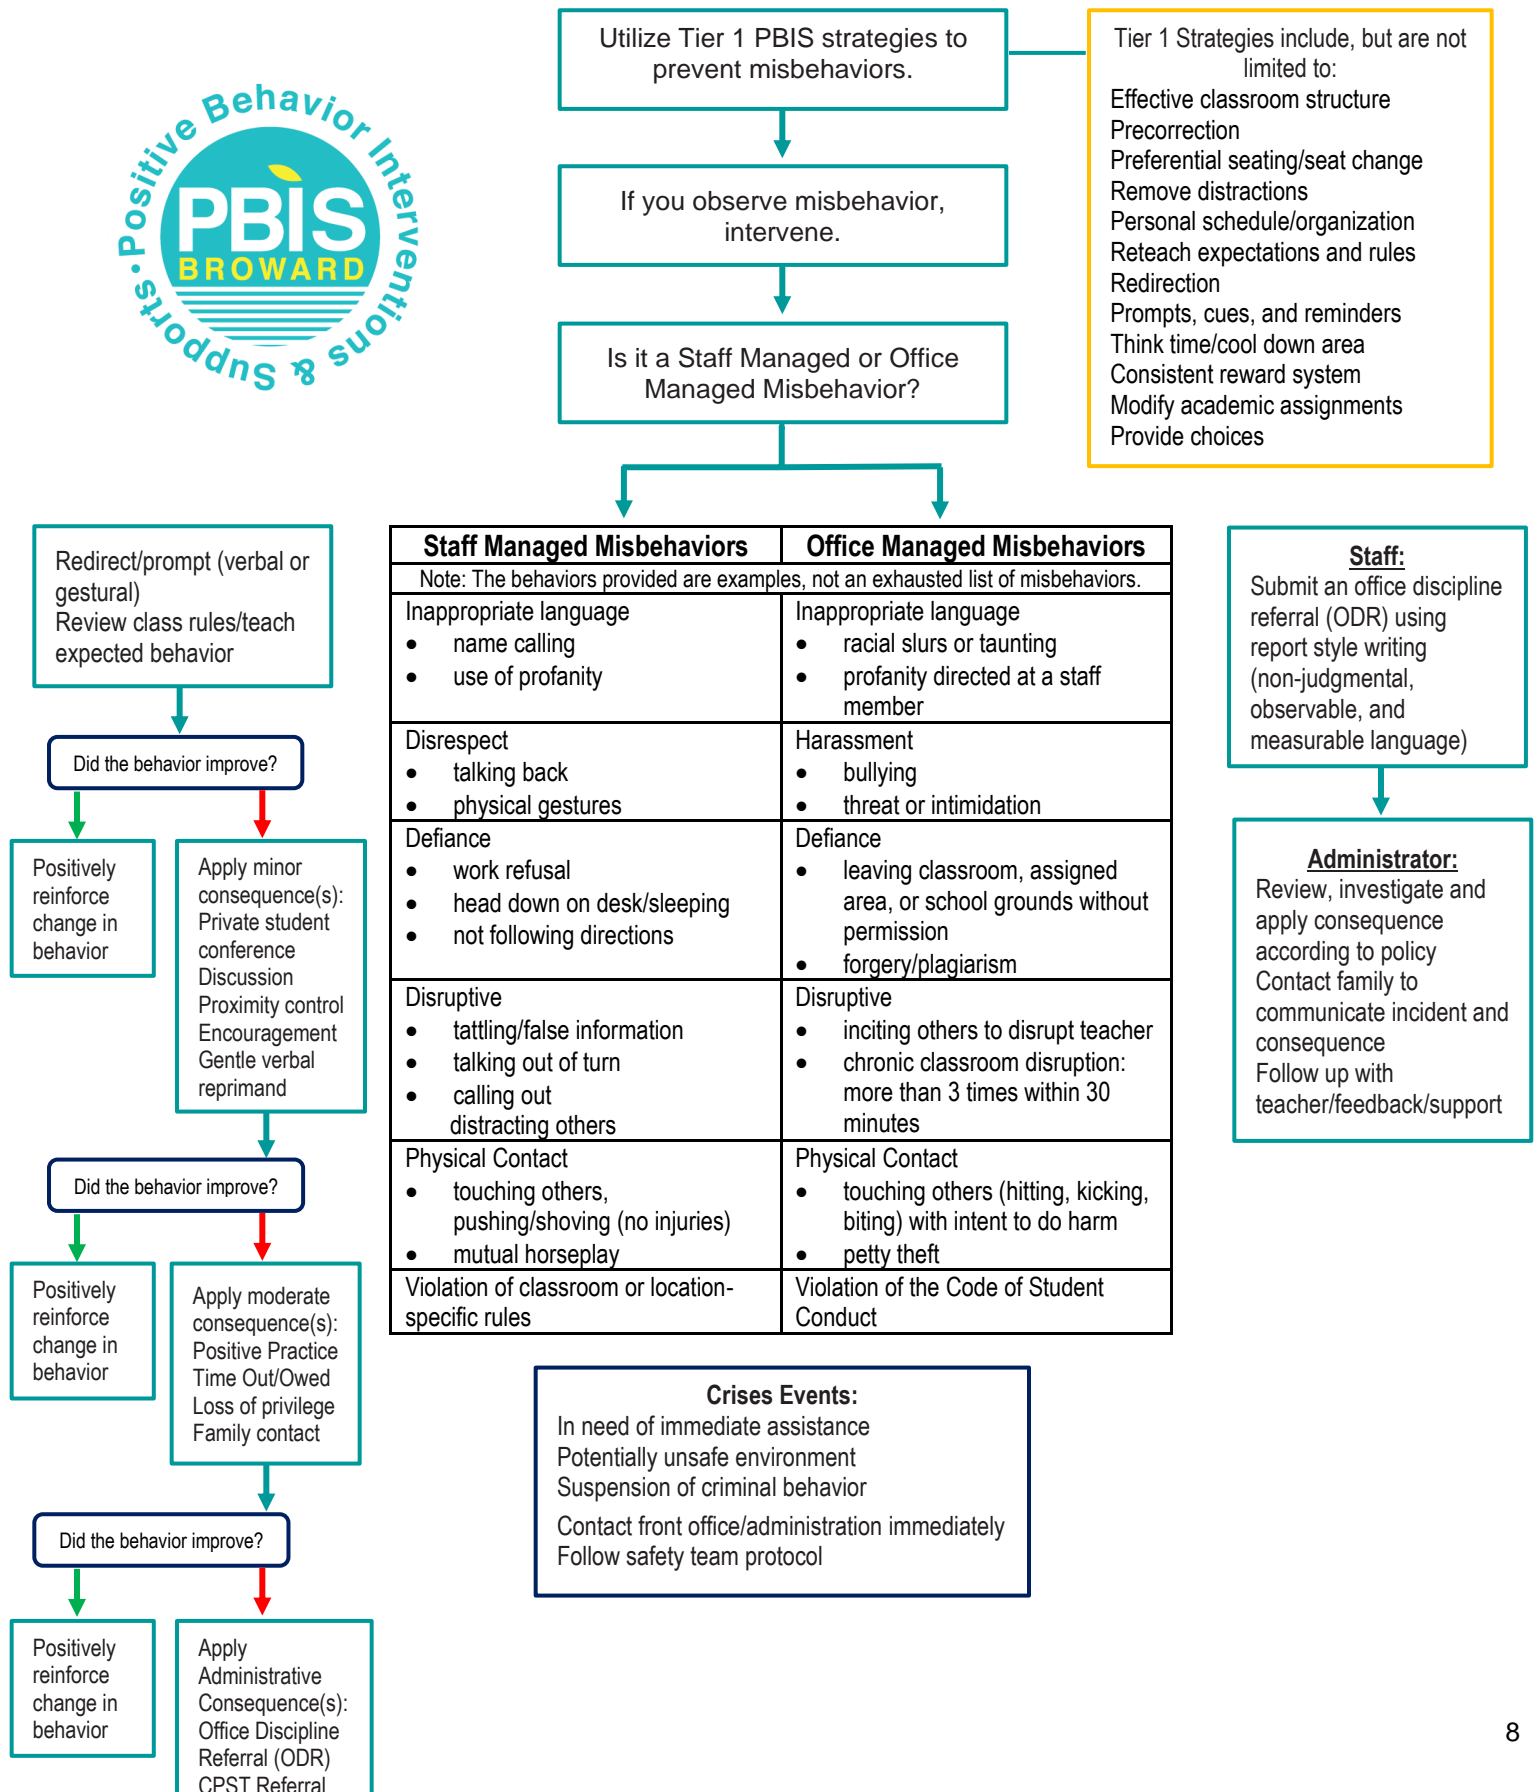 Utilize Tier 1 PBIS strategies to
prevent misbehaviors.
Tier 1 Strategies include, but are not
limited to:
Effective classroom structure
Precorrection
Preferential seating/seat change
Remove distractions
Personal schedule/organization
Reteach expectations and rules
Redirection
Prompts, cues, and reminders
Think time/cool down area
Consistent reward system
Modify academic assignments
Provide choices
Positive Behavior Interventions & Supports •
PBIS
BROWARD
If you observe misbehavior,
intervene.
Is it a Staff Managed or Office
Managed Misbehavior?
Redirect/prompt (verbal or
gestural)
Review class rules/teach
expected behavior
Did the behavior improve?
Positively
reinforce
change in
behavior
Apply minor
consequence(s):
Private student
conference
Discussion
Proximity control
Encouragement
Gentle verbal
reprimand
Did the behavior improve?
Positively
reinforce
change in
behavior
Apply moderate
consequence(s):
Positive Practice
Time Out/Owed
Loss of privilege
Family contact
Did the behavior improve?
Positively
reinforce
change in
behavior
Apply
Administrative
Consequence(s):
Office Discipline
Referral (ODR)
CPST Referral
Staff Managed Misbehaviors
Office Managed Misbehaviors
Note: The behaviors provided are examples, not an exhausted list of misbehaviors.
Inappropriate language
• name calling
• use of profanity
Inappropriate language
• racial slurs or taunting
• profanity directed at a staff
member
Disrespect
• talking back
• physical gestures
Harassment
• bullying
• threat or intimidation
Defiance
• work refusal
• head down on desk/sleeping
• not following directions
Defiance
• leaving classroom, assigned
area, or school grounds without
permission
• forgery/plagiarism
Disruptive
• tattling/false information
• talking out of turn
• calling out
distracting others
Disruptive
• inciting others to disrupt teacher
• chronic classroom disruption:
more than 3 times within 30
minutes
Physical Contact
• touching others,
pushing/shoving (no injuries)
• mutual horseplay
Physical Contact
• touching others (hitting, kicking,
biting) with intent to do harm
• petty theft
Violation of classroom or location-
specific rules
Violation of the Code of Student
Conduct
Crises Events:
In need of immediate assistance
Potentially unsafe environment
Suspension of criminal behavior
Contact front office/administration immediately
Follow safety team protocol
Staff:
Submit an office discipline
referral (ODR) using
report style writing
(non-judgmental,
observable, and
measurable language)
Administrator:
Review, investigate and
apply consequence
according to policy
Contact family to
communicate incident and
consequence
Follow up with
teacher/feedback/support
8